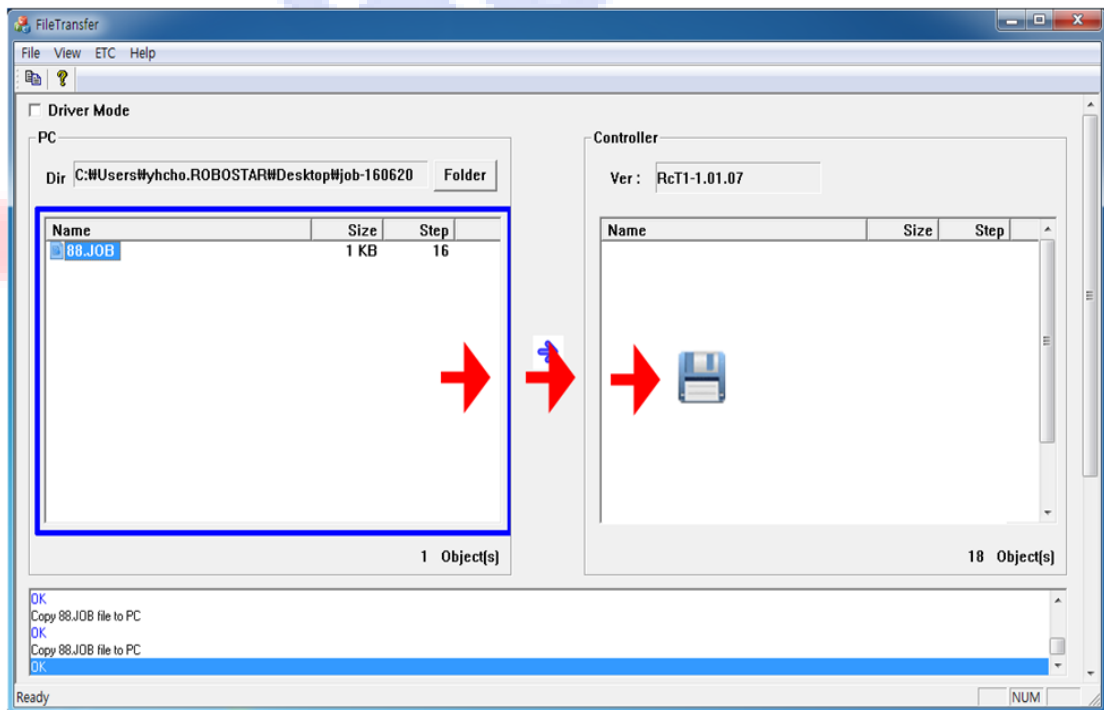 FileTransfer
File View ETC Help
Driver Mode
PC
Dir C:₩Users₩yhcho.ROBOSTAR₩Desktop₩job-160620 Folder
Name Size Step
88.JOB 1 KB 16
1 Object(s)
Controller
Ver : RcT1-1.01.07
Name Size Step
18 Object(s)
OK
Copy 88.JOB file to PC
OK
Copy 88.JOB file to PC
OK
Ready NUM